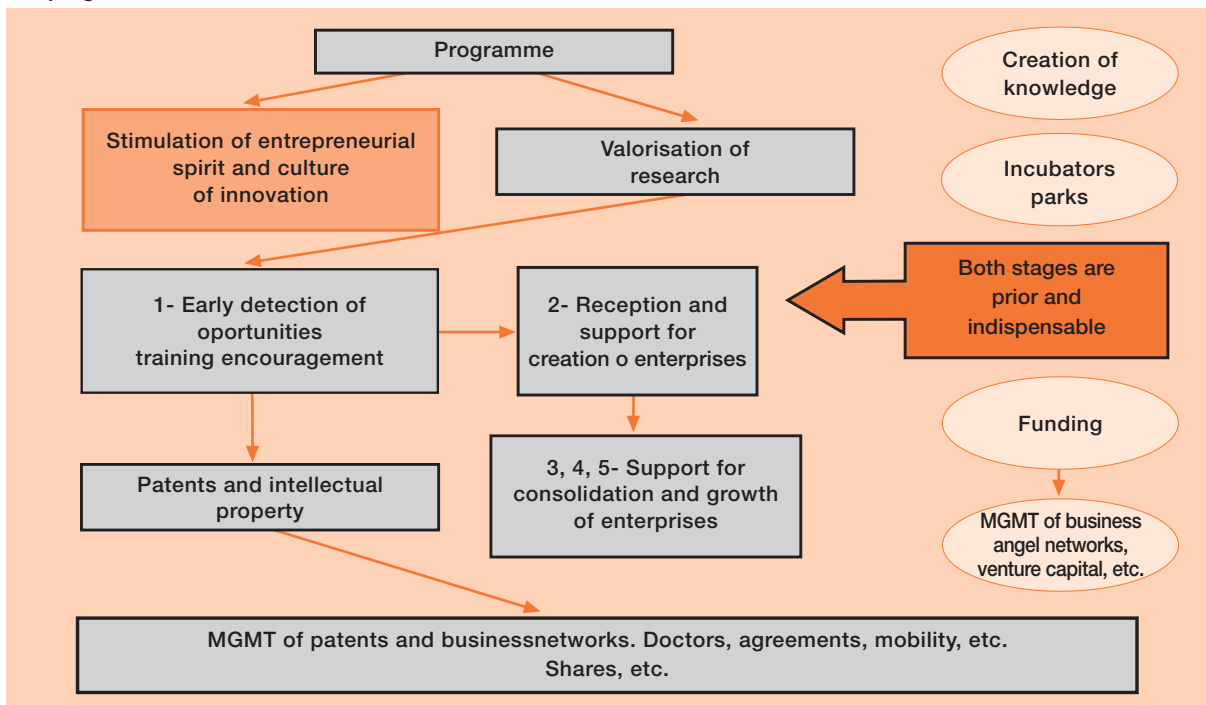 Programme
Stimulation of entrepreneurial
spirit and culture
of innovation
Valorisation of
research
Creation of
knowledge
Incubators
parks
1- Early detection of
oportunities
training encouragement
2- Reception and
support for
creation o enterprises
Both stages are
prior and
indispensable
Patents and intellectual
property
3, 4, 5- Support for
consolidation and growth
of enterprises
Funding
MGMT of business
angel networks,
venture capital, etc.
MGMT of patents and businessnetworks. Doctors, agreements, mobility, etc.
Shares, etc.